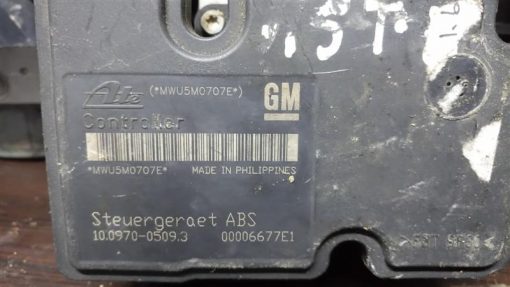 Ate (*MWU5M0707E*) GM
Controller
*MWU5M0707E* MADE IN PHILIPPINES
Steuergeraet ABS
10.0970-0509.3 00006677E1